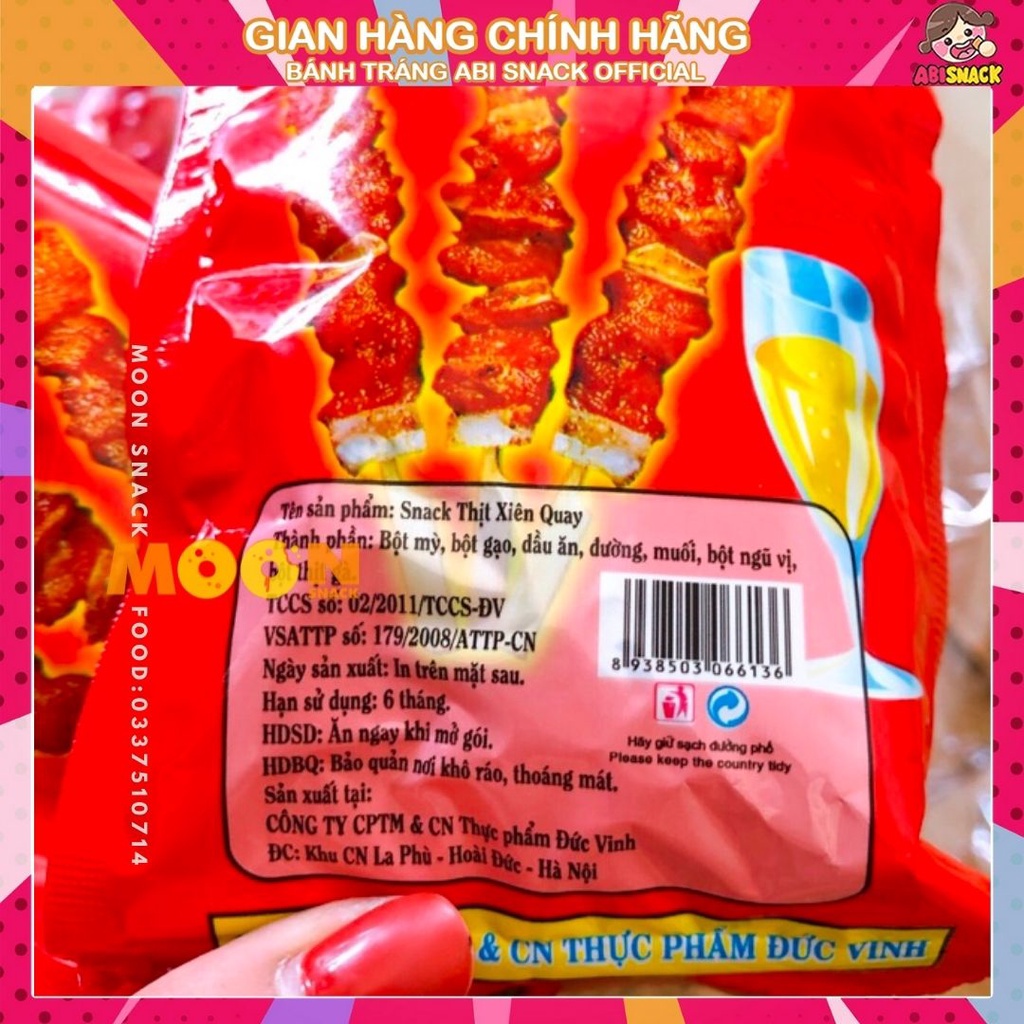 GIAN HÀNG CHÍNH HÃNG
BÁNH TRÁNG ABI SNACK OFFICIAL
ABISNACK
MOON SNACK FOOD:0337510714
MOON
SNACK
Tên sản phẩm: Snack Thịt Xiên Quay
Thành phần: Bột mỳ, bột gạo, dầu ăn, đường, muối, bột ngũ vị,
TCCS số: 02/2011/TCCS-ĐV
VSATTP số: 179/2008/ATTP-CN
Ngày sản xuất: In trên mặt sau.
Hạn sử dụng: 6 tháng.
HDSD: Ăn ngay khi mở gói.
HDBQ: Bảo quản nơi khô ráo, thoáng mát.
Sản xuất tại:
CÔNG TY CPTM & CN Thực phẩm Đức Vinh
ĐC: Khu CN La Phù - Hoài Đức - Hà Nội
8 938503 066136
Hãy giữ sạch đường phố
Please keep the country tidy
& CN THỰC PHẨM ĐỨC VINH